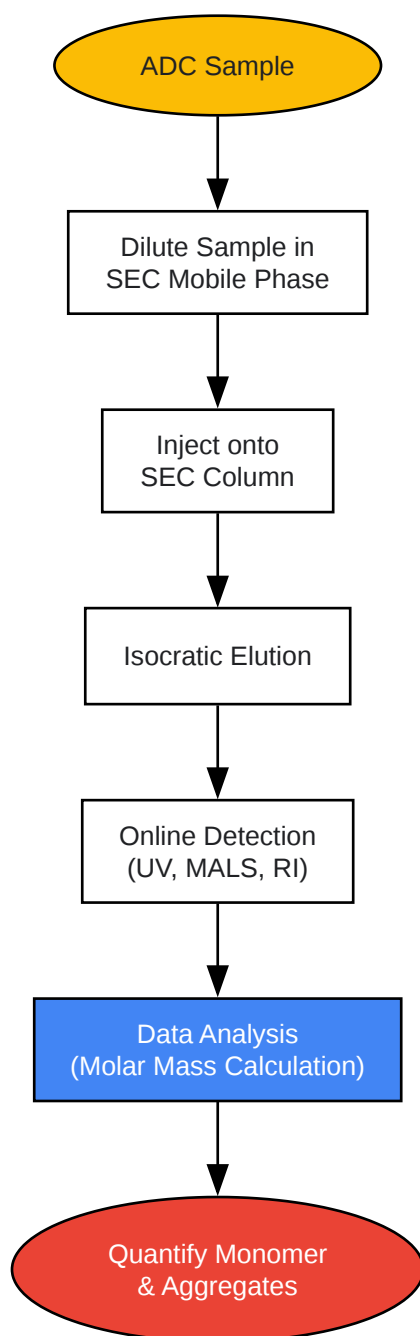 ADC Sample
Dilute Sample in
SEC Mobile Phase
Inject onto
SEC Column
Isocratic Elution
Online Detection
(UV, MALS, RI)
Data Analysis
(Molar Mass Calculation)
Quantify Monomer
& Aggregates